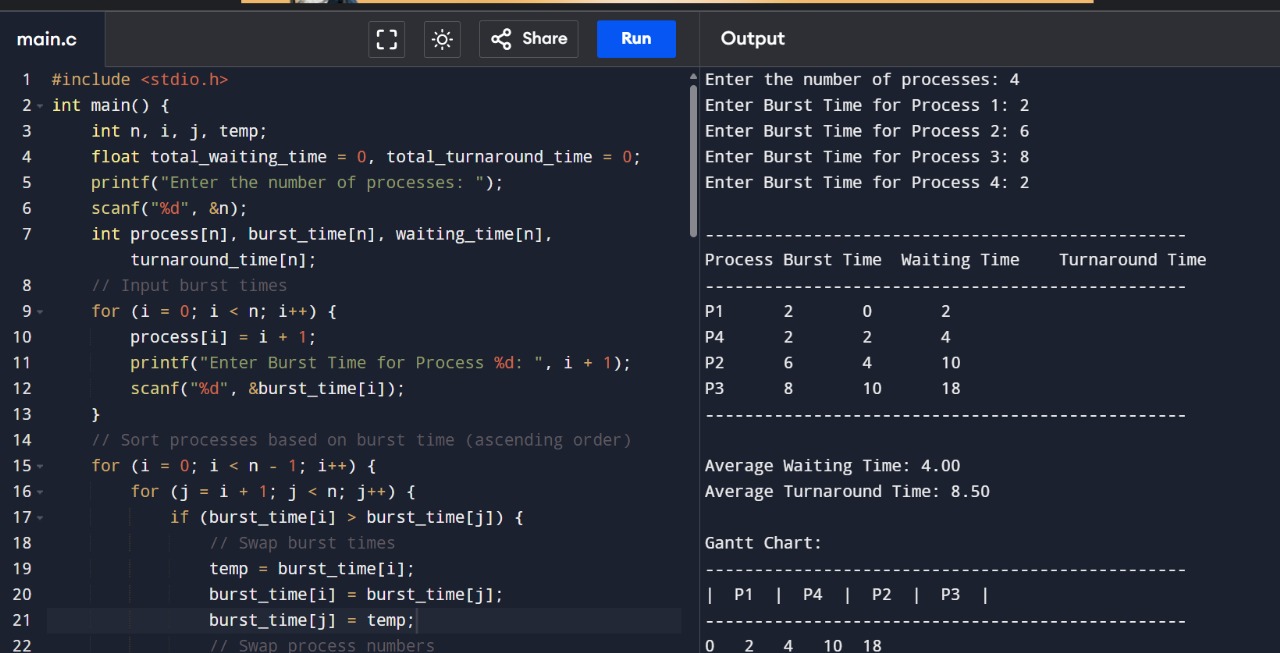 main.c
Share
Run
Output
1 #include <stdio.h>
2 int main() {
3 int n, i, j, temp;
4 float total_waiting_time = 0, total_turnaround_time = 0;
5 printf("Enter the number of processes: ");
6 scanf("%d", &n);
7 int process[n], burst_time[n], waiting_time[n],
turnaround_time[n];
8 // Input burst times
9 for (i = 0; i < n; i++) {
10 process[i] = i + 1;
11 printf("Enter Burst Time for Process %d: ", i + 1);
12 scanf("%d", &burst_time[i]);
13 }
14 // Sort processes based on burst time (ascending order)
15 for (i = 0; i < n - 1; i++) {
16 for (j = i + 1; j < n; j++) {
17 if (burst_time[i] > burst_time[j]) {
18 // Swap burst times
19 temp = burst_time[i];
20 burst_time[i] = burst_time[j];
21 burst_time[j] = temp;
22 // Swap process numbers
Enter the number of processes: 4
Enter Burst Time for Process 1: 2
Enter Burst Time for Process 2: 6
Enter Burst Time for Process 3: 8
Enter Burst Time for Process 4: 2
-------------------------------------------------
Process Burst Time  Waiting Time    Turnaround Time
-------------------------------------------------
P1      2       0       2
P4      2       2       4
P2      6       4       10
P3      8       10      18
-------------------------------------------------
Average Waiting Time: 4.00
Average Turnaround Time: 8.50
Gantt Chart:
-------------------------------------------------
|  P1  |  P4  |  P2  |  P3  |
-------------------------------------------------
0   2   4   10  18